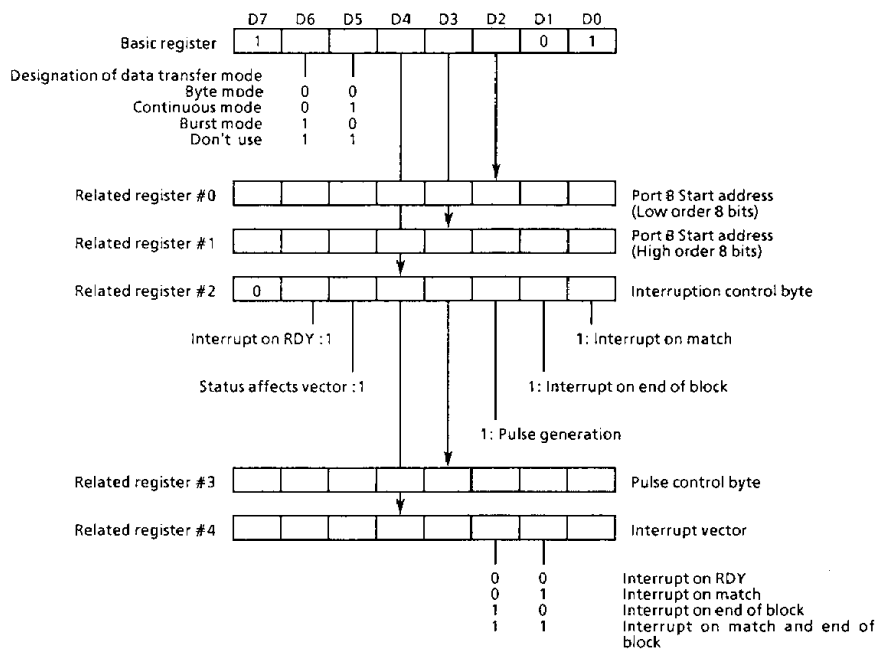 D7 D6 D5 D4 D3 D2 D1 D0
Basic register 1 0 1
Designation of data transfer mode
Byte mode 0 0
Continuous mode 0 1
Burst mode 1 0
Don't use 1 1
Related register #0 Port B Start address
(Low order 8 bits)
Related register #1 Port B Start address
(High order 8 bits)
Related register #2 0 Interruption control byte
Interrupt on RDY : 1 1: Interrupt on match
Status affects vector : 1 1: Interrupt on end of block
1: Pulse generation
Related register #3 Pulse control byte
Related register #4 Interrupt vector
0 0 Interrupt on RDY
0 1 Interrupt on match
1 0 Interrupt on end of block
1 1 Interrupt on match and end of
block